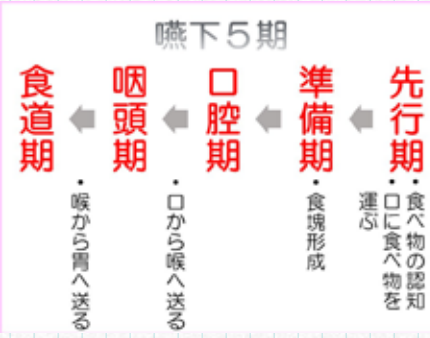 嚥下5期
先行期
・食べ物の認知
・口に食べ物を
運ぶ
準備期
・食塊形成
口腔期
咽頭期
・口から喉へ送る
食道期
・喉から胃へ送る